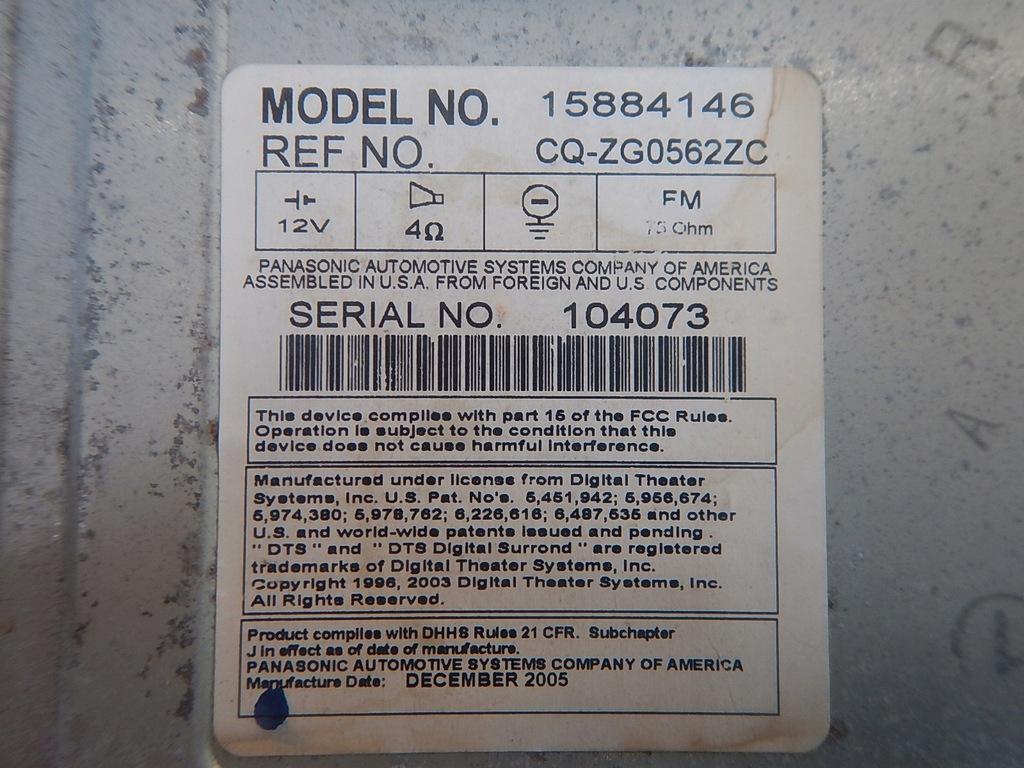 MODEL NO. 15884146
REF NO. CQ-ZG0562ZC
12V
4Ω
FM
75 Ohm
PANASONIC AUTOMOTIVE SYSTEMS COMPANY OF AMERICA
ASSEMBLED IN U.S.A. FROM FOREIGN AND U.S. COMPONENTS
SERIAL NO. 104073
This device complies with part 15 of the FCC Rules.
Operation is subject to the condition that this
device does not cause harmful interference.
Manufactured under license from Digital Theater
Systems, Inc. U.S. Pat. No's. 5,451,942; 5,956,674;
5,974,380; 5,978,762; 6,226,616; 6,487,535 and other
U.S. and world-wide patents issued and pending .
" DTS " and " DTS Digital Surrond " are registered
trademarks of Digital Theater Systems, Inc.
Copyright 1996, 2003 Digital Theater Systems, Inc.
All Rights Reserved.
Product complies with DHHS Rules 21 CFR. Subchapter
J in effect as of date of manufacture.
PANASONIC AUTOMOTIVE SYSTEMS COMPANY OF AMERICA
Manufacture Date: DECEMBER 2005
R
A